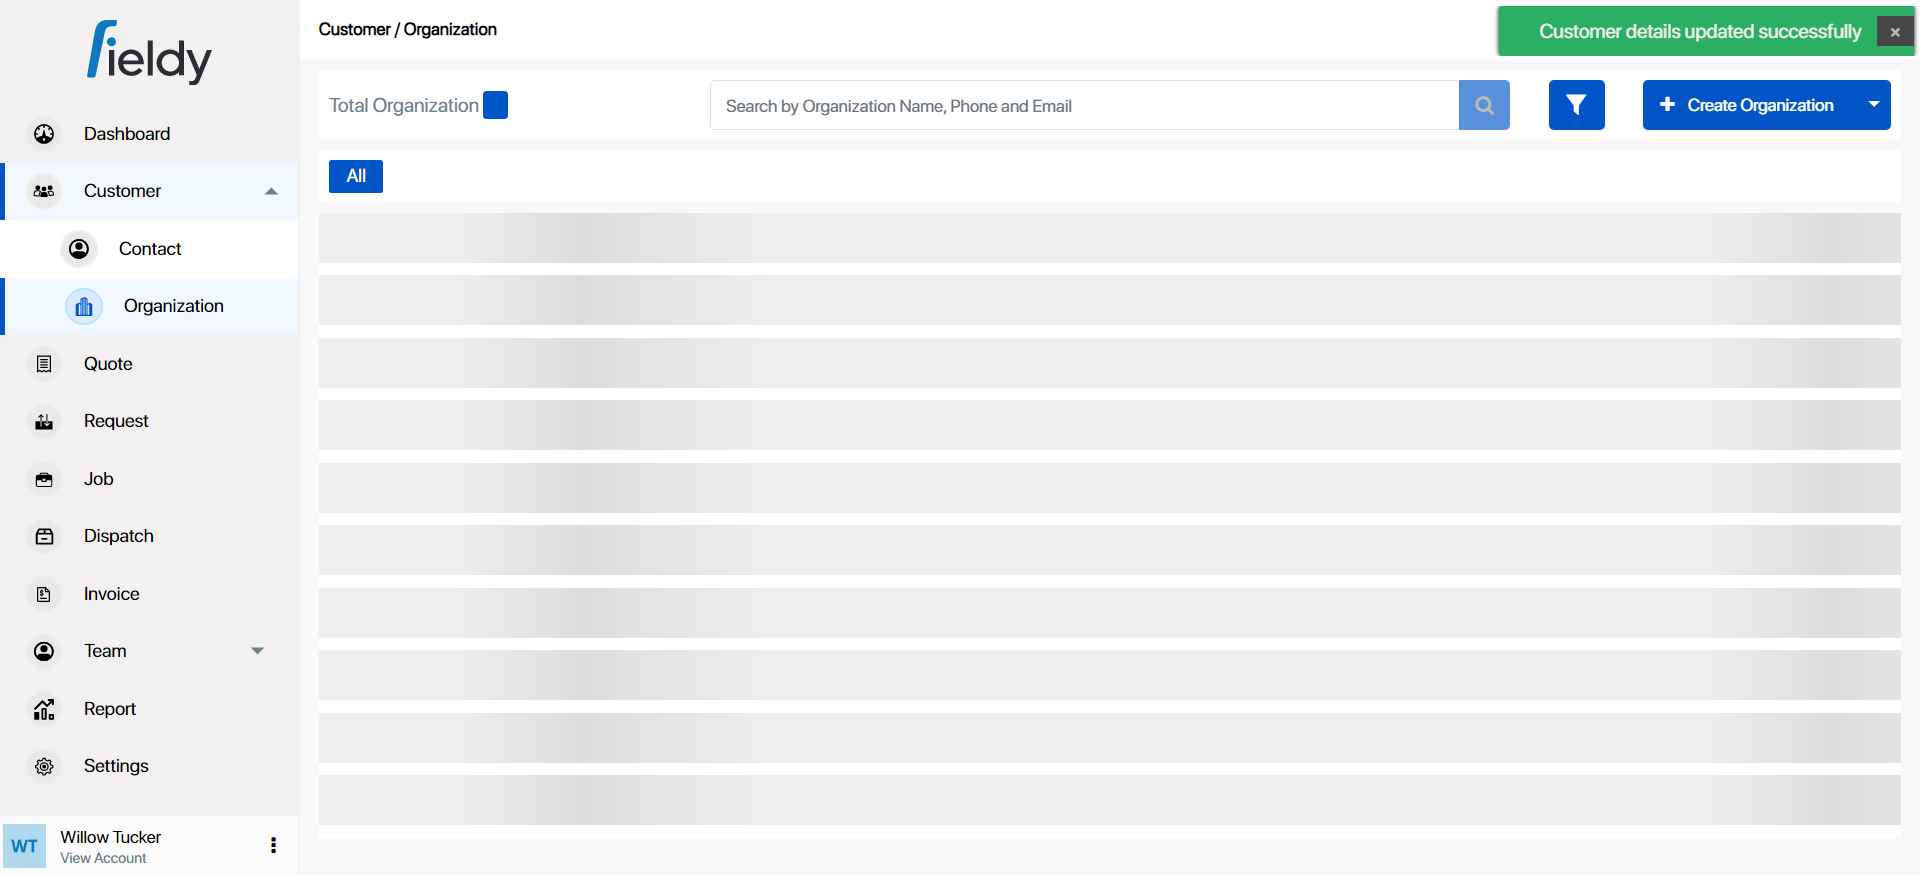 fieldy
Customer / Organization
Customer details updated successfully
×
Total Organization
Search by Organization Name, Phone and Email
Create Organization
All
Dashboard
Customer
Contact
Organization
Quote
Request
Job
Dispatch
Invoice
Team
Report
Settings
WT
Willow Tucker
View Account